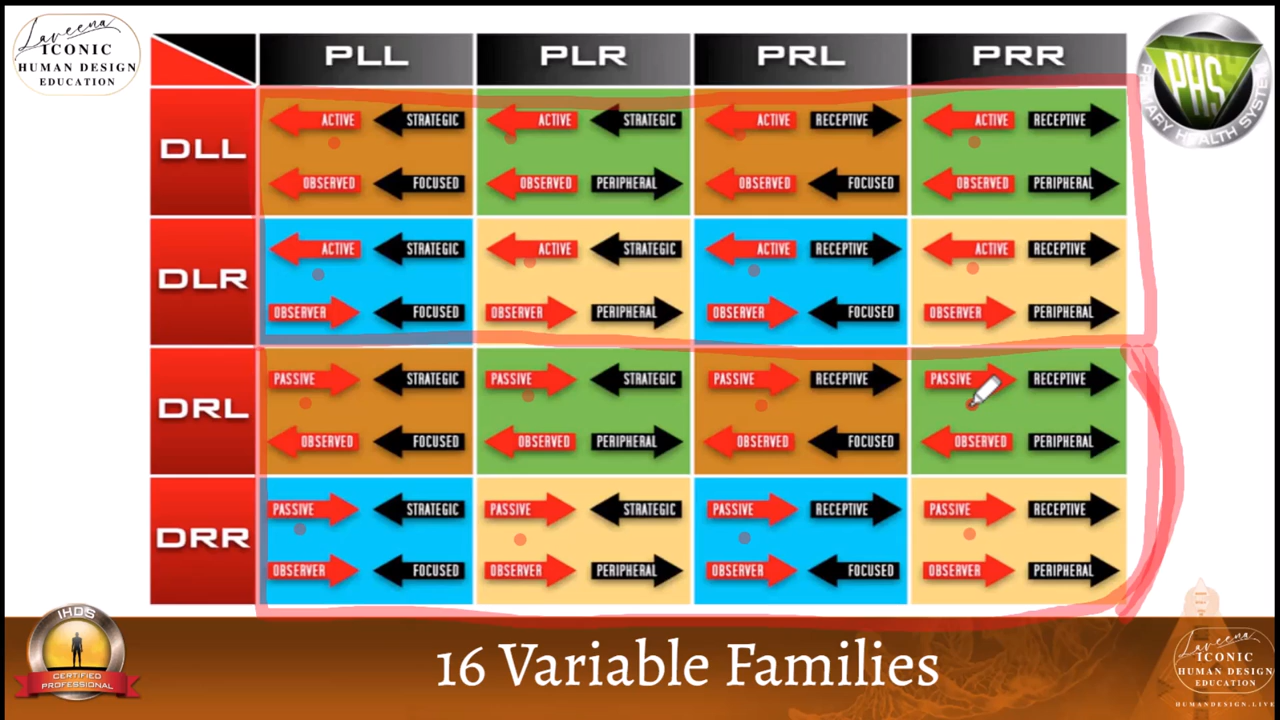 Laveena
ICONIC
HUMAN DESIGN
EDUCATION
PLL PLR PRL PRR
PHS
PRIMARY HEALTH SYSTEM
DLL
ACTIVE STRATEGIC ACTIVE STRATEGIC ACTIVE RECEPTIVE ACTIVE RECEPTIVE
OBSERVED FOCUSED OBSERVED PERIPHERAL OBSERVED FOCUSED OBSERVED PERIPHERAL
DLR
ACTIVE STRATEGIC ACTIVE STRATEGIC ACTIVE RECEPTIVE ACTIVE RECEPTIVE
OBSERVER FOCUSED OBSERVER PERIPHERAL OBSERVER FOCUSED OBSERVER PERIPHERAL
DRL
PASSIVE STRATEGIC PASSIVE STRATEGIC PASSIVE RECEPTIVE PASSIVE RECEPTIVE
OBSERVED FOCUSED OBSERVED PERIPHERAL OBSERVED FOCUSED OBSERVED PERIPHERAL
DRR
PASSIVE STRATEGIC PASSIVE STRATEGIC PASSIVE RECEPTIVE PASSIVE RECEPTIVE
OBSERVER FOCUSED OBSERVER PERIPHERAL OBSERVER FOCUSED OBSERVER PERIPHERAL
IHDS
CERTIFIED
PROFESSIONAL
16 Variable Families
Laveena
ICONIC
HUMAN DESIGN
EDUCATION
HUMANDESIGN.LIVE